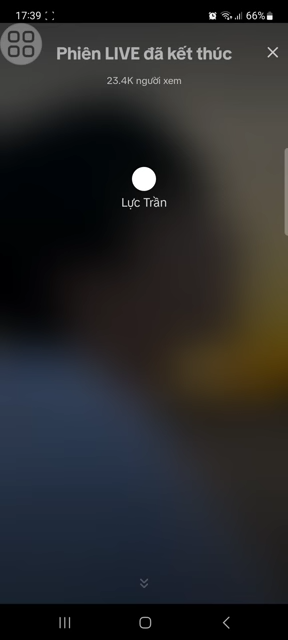 17:39
66%
Phiên LIVE đã kết thúc
23.4K người xem
Lực Trần